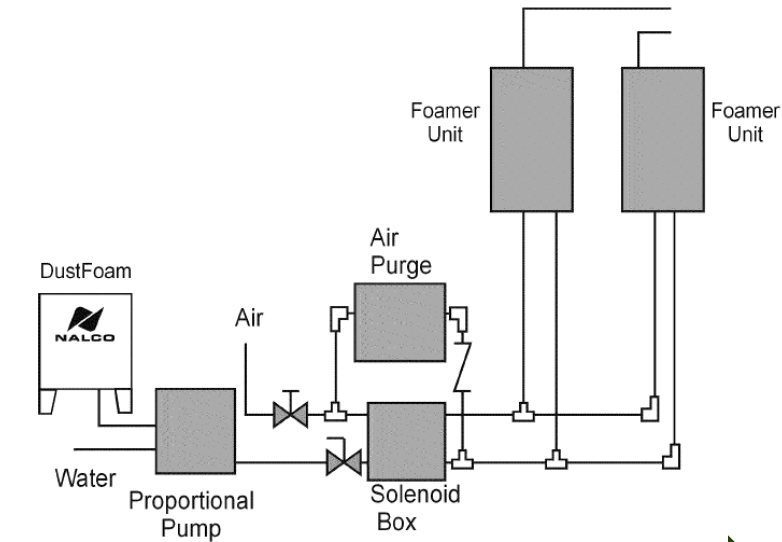 Foamer
Unit
Foamer
Unit
Air
Purge
DustFoam
NALCO
Air
Water
Proportional
Pump
Solenoid
Box